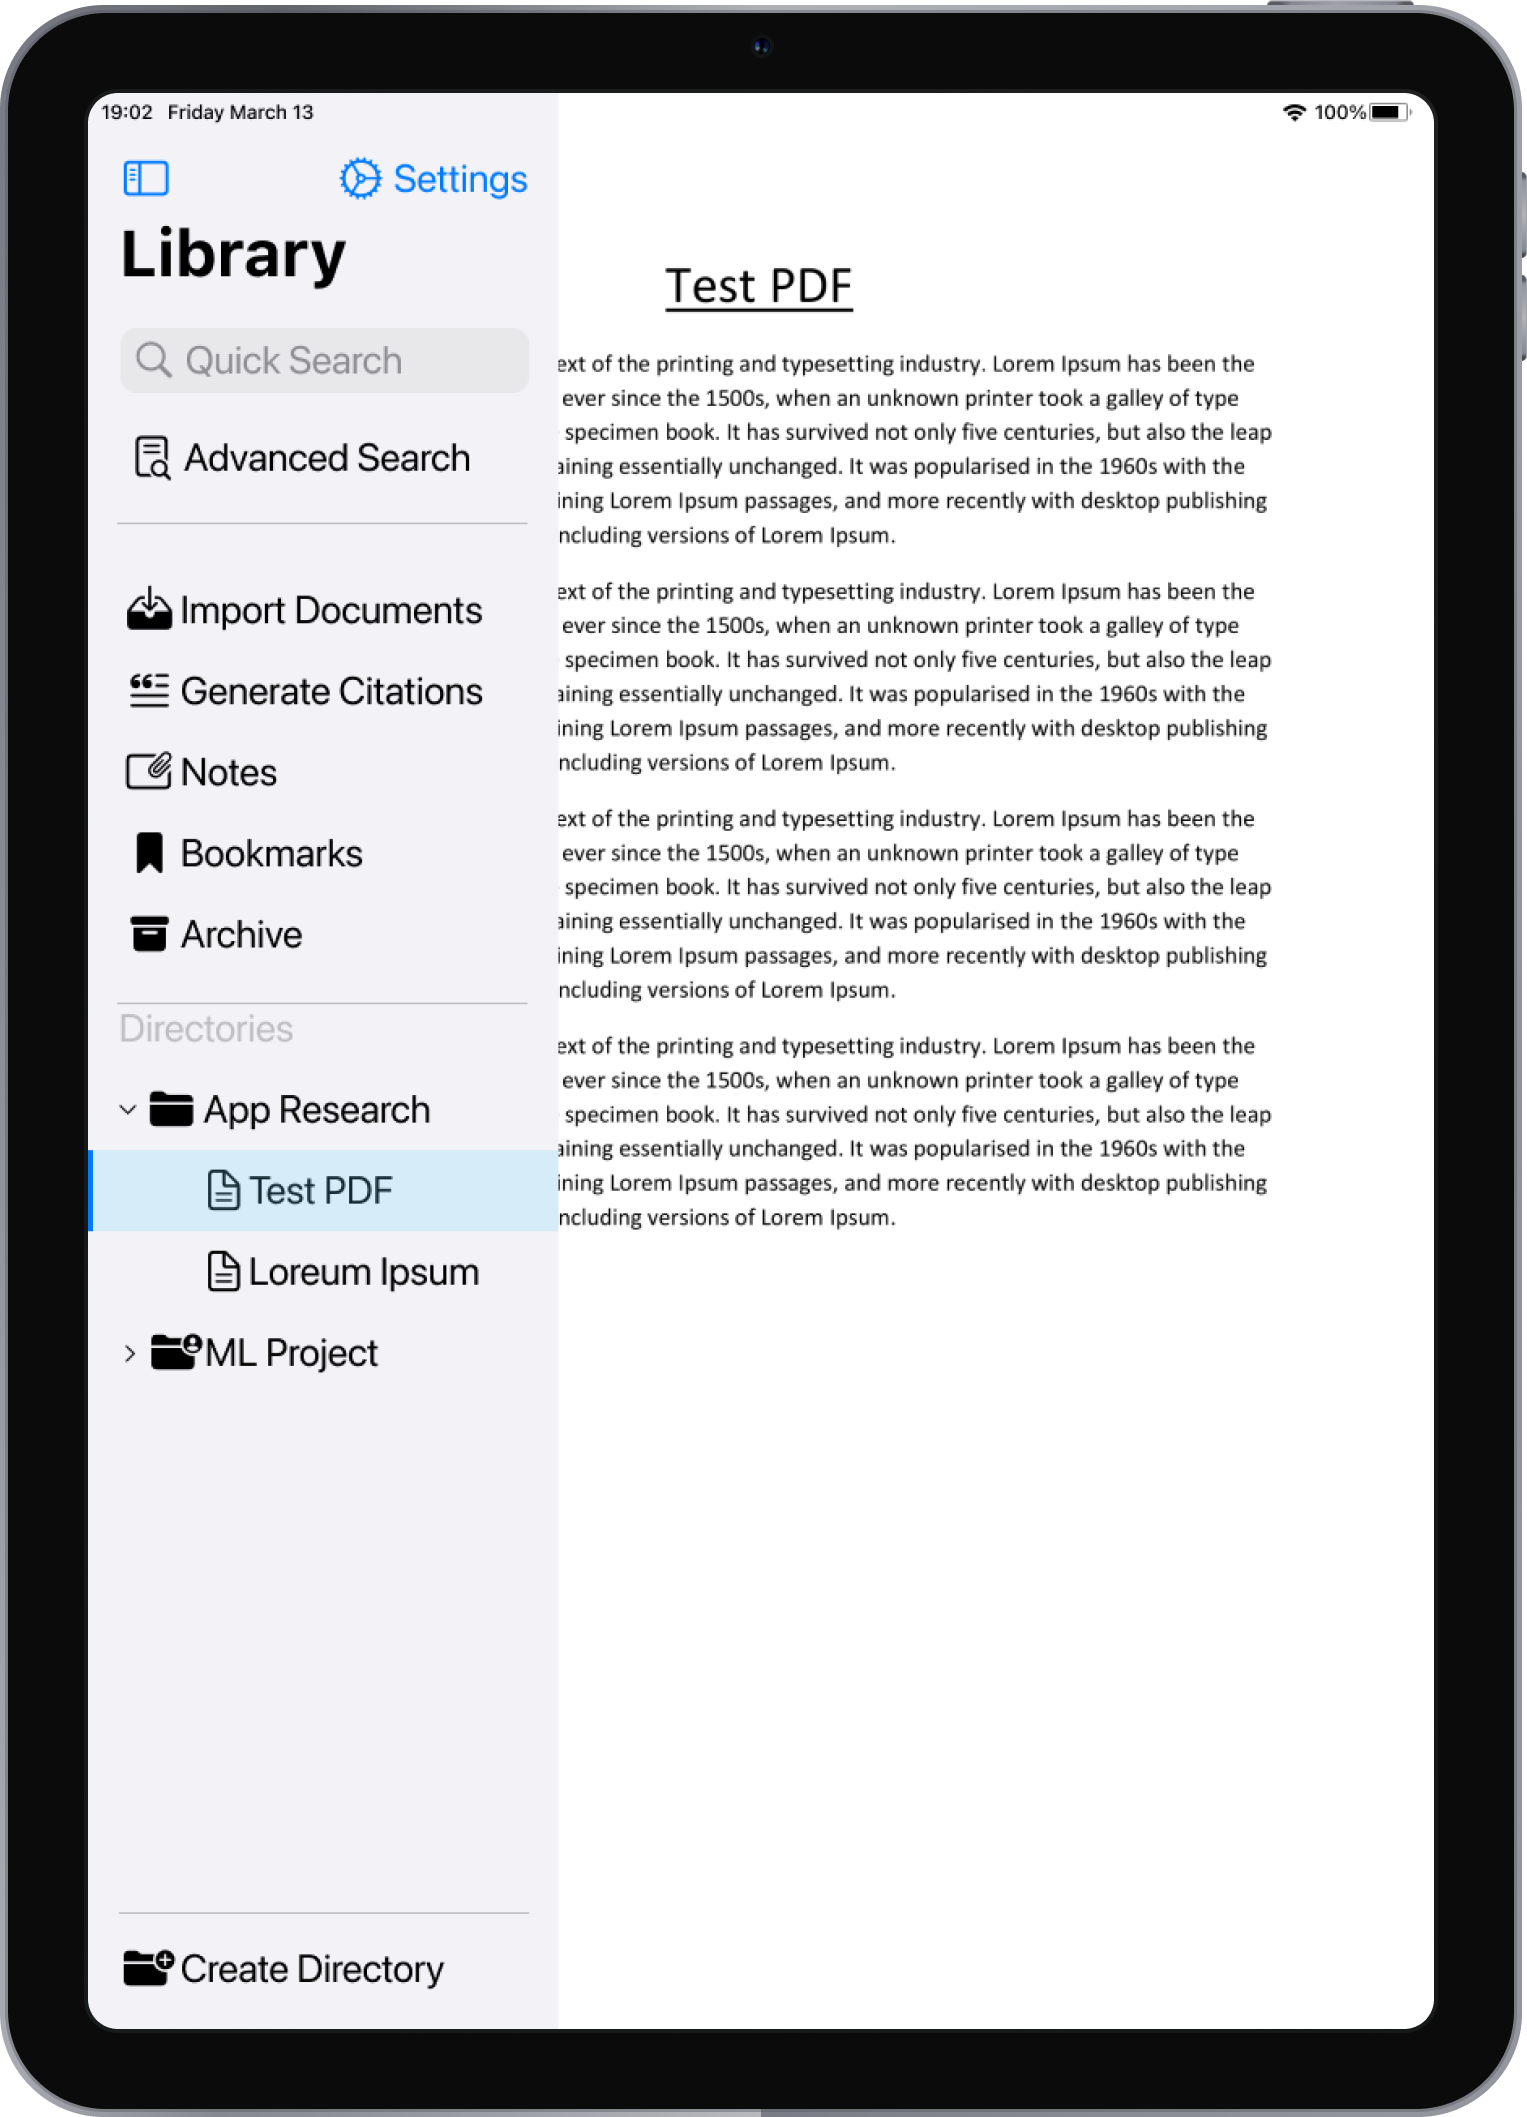 19:02 Friday March 13
100%
Settings
Library
Quick Search
Advanced Search
Import Documents
Generate Citations
Notes
Bookmarks
Archive
Directories
App Research
Test PDF
Loreum Ipsum
ML Project
Create Directory
Test PDF
ext of the printing and typesetting industry. Lorem Ipsum has been the
ever since the 1500s, when an unknown printer took a galley of type
specimen book. It has survived not only five centuries, but also the leap
aining essentially unchanged. It was popularised in the 1960s with the
ining Lorem Ipsum passages, and more recently with desktop publishing
ncluding versions of Lorem Ipsum.
ext of the printing and typesetting industry. Lorem Ipsum has been the
ever since the 1500s, when an unknown printer took a galley of type
specimen book. It has survived not only five centuries, but also the leap
aining essentially unchanged. It was popularised in the 1960s with the
ining Lorem Ipsum passages, and more recently with desktop publishing
ncluding versions of Lorem Ipsum.
ext of the printing and typesetting industry. Lorem Ipsum has been the
ever since the 1500s, when an unknown printer took a galley of type
specimen book. It has survived not only five centuries, but also the leap
aining essentially unchanged. It was popularised in the 1960s with the
ining Lorem Ipsum passages, and more recently with desktop publishing
ncluding versions of Lorem Ipsum.
ext of the printing and typesetting industry. Lorem Ipsum has been the
ever since the 1500s, when an unknown printer took a galley of type
specimen book. It has survived not only five centuries, but also the leap
aining essentially unchanged. It was popularised in the 1960s with the
ining Lorem Ipsum passages, and more recently with desktop publishing
ncluding versions of Lorem Ipsum.